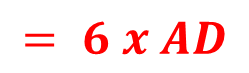 = 6 x AD